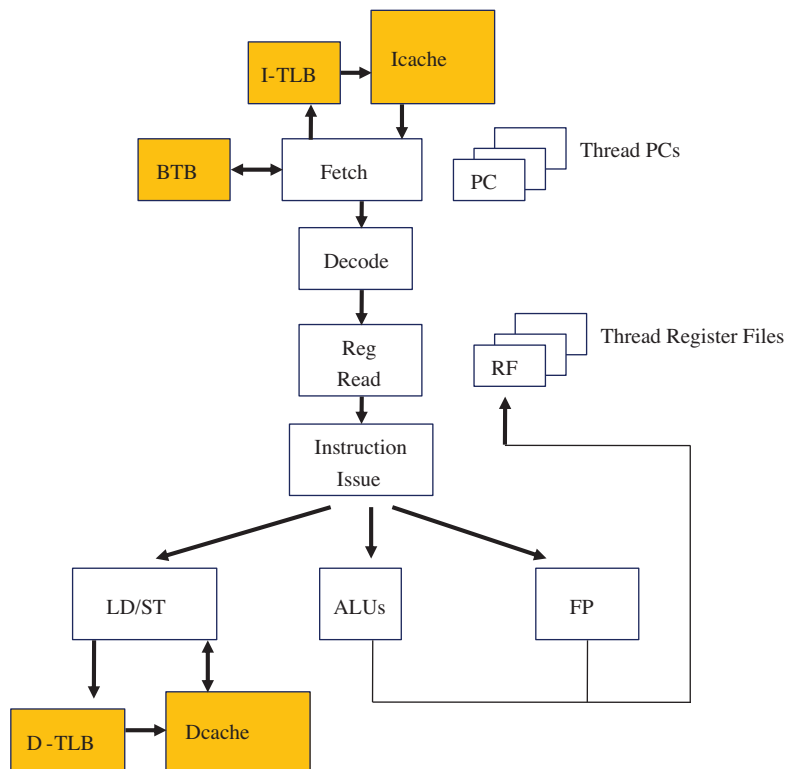 Icache
I-TLB
Thread PCs
BTB
Fetch
PC
Decode
Thread Register Files
Reg
Read
RF
Instruction
Issue
LD/ST
ALUs
FP
D -TLB
Dcache